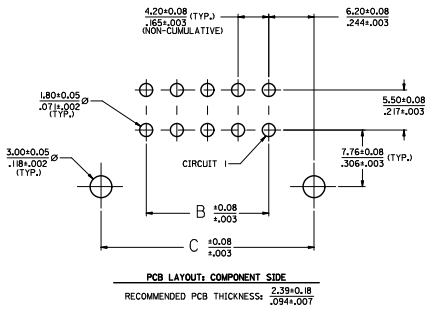 4.20±0.08 (TYP.)
.165±.003
(NON-CUMULATIVE)
6.20±0.08
.244±.003
1.80±0.05 Ø
.071±.002
(TYP.)
5.50±0.08
.217±.003
3.00±0.05 Ø
.118±.002
(TYP.)
CIRCUIT 1
7.76±0.08 (TYP.)
.306±.003
B ±0.08
±.003
C ±0.08
±.003
PCB LAYOUT: COMPONENT SIDE
RECOMMENDED PCB THICKNESS: 2.39±0.18
.094±.007